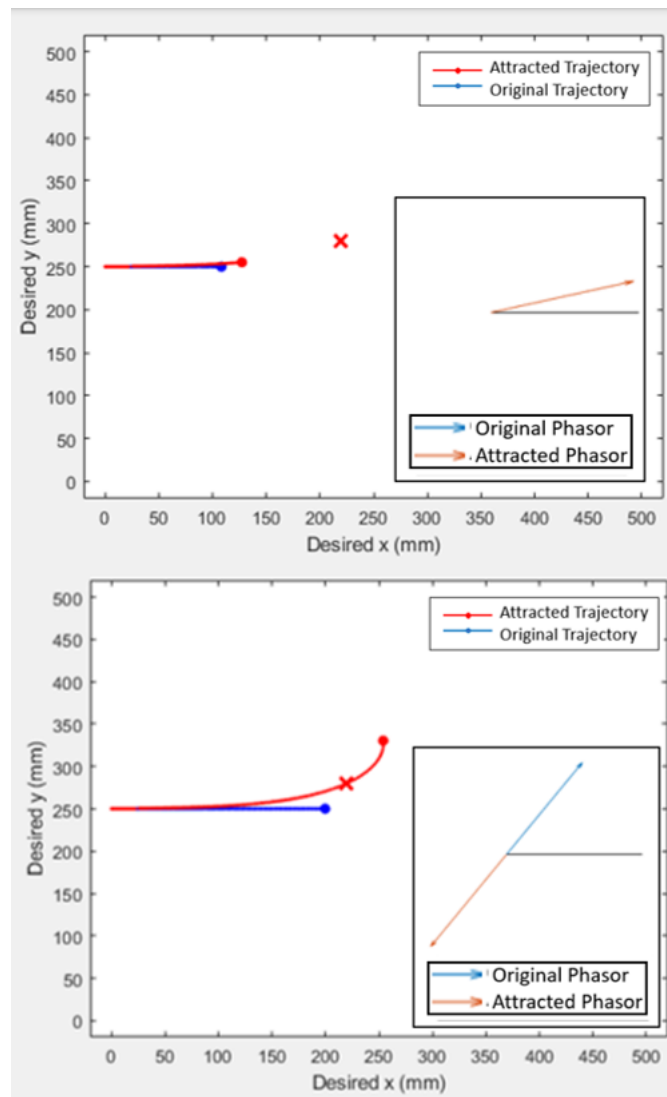 Attracted Trajectory
Original Trajectory
500
450
400
350
300
250
200
150
100
50
0
Desired y (mm)
Original Phasor
Attracted Phasor
0 50 100 150 200 250 300 350 400 450 500
Desired x (mm)
Attracted Trajectory
Original Trajectory
500
450
400
350
300
250
200
150
100
50
0
Desired y (mm)
Original Phasor
Attracted Phasor
0 50 100 150 200 250 300 350 400 450 500
Desired x (mm)